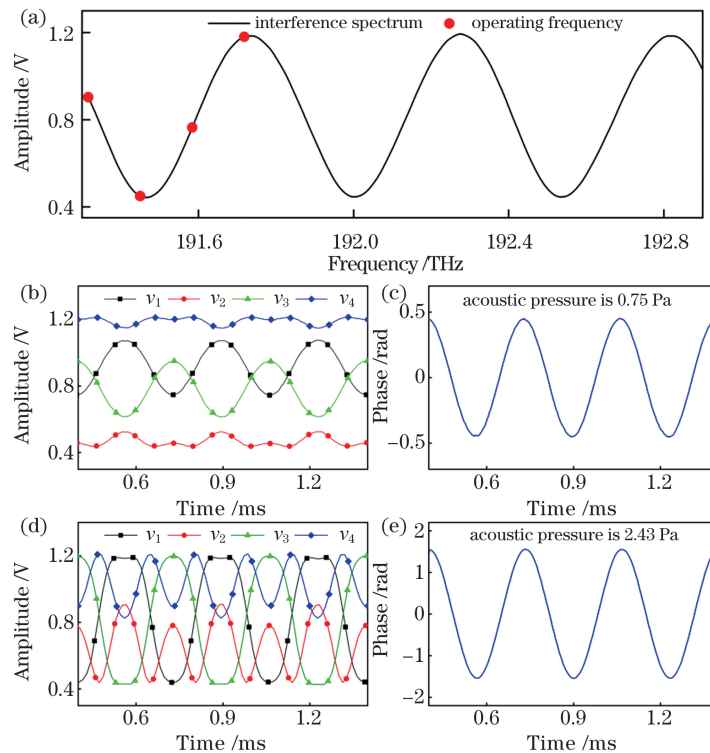 (a)
interference spectrum
operating frequency
1.2
0.8
0.4
Amplitude /V
191.6
192.0
192.4
192.8
Frequency /THz
(b)
v1
v2
v3
v4
1.2
0.8
0.4
Amplitude /V
0.6
0.9
1.2
Time /ms
(c)
acoustic pressure is 0.75 Pa
0.5
0
−0.5
Phase /rad
0.6
0.9
1.2
Time /ms
(d)
v1
v2
v3
v4
1.2
0.8
0.4
Amplitude /V
0.6
0.9
1.2
Time /ms
(e)
acoustic pressure is 2.43 Pa
2
1
0
−1
−2
Phase /rad
0.6
0.9
1.2
Time /ms